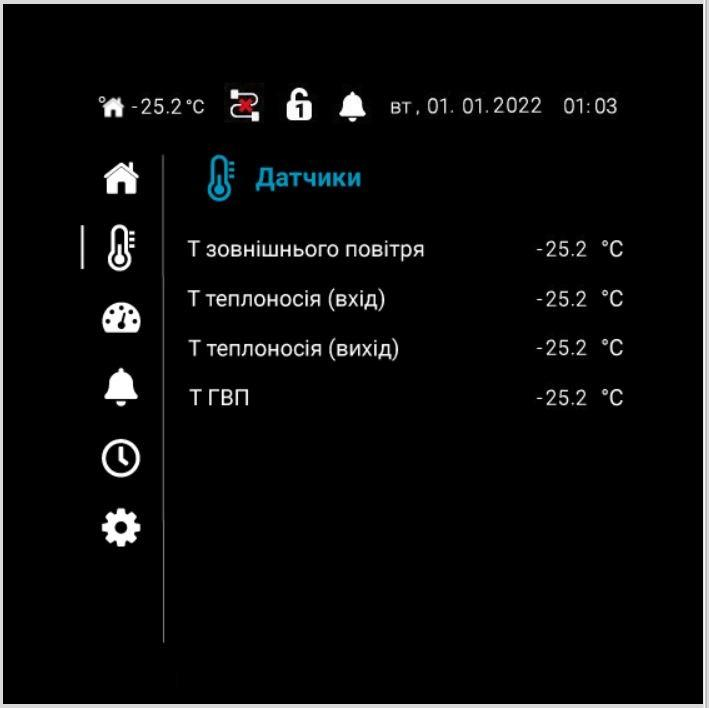 -25.2 °C 1 вт, 01. 01. 2022 01:03
Датчики
Т зовнішнього повітря -25.2 °C
Т теплоносія (вхід) -25.2 °C
Т теплоносія (вихід) -25.2 °C
Т ГВП -25.2 °C